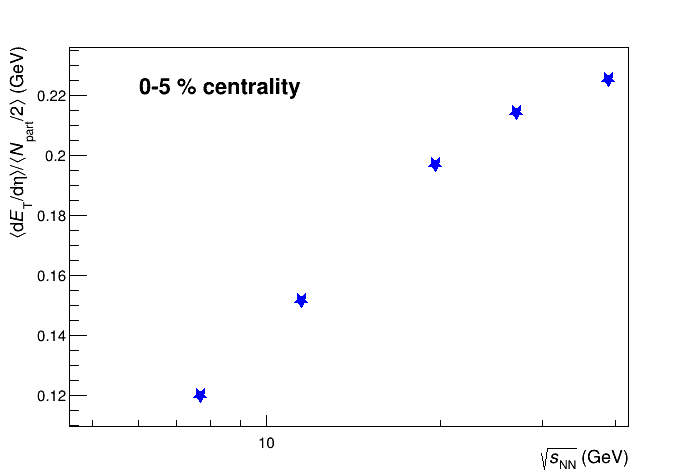 0-5 % centrality
⟨dE_T/dη⟩/⟨N_part/2⟩ (GeV)
0.22
0.2
0.18
0.16
0.14
0.12
10
√s_NN (GeV)